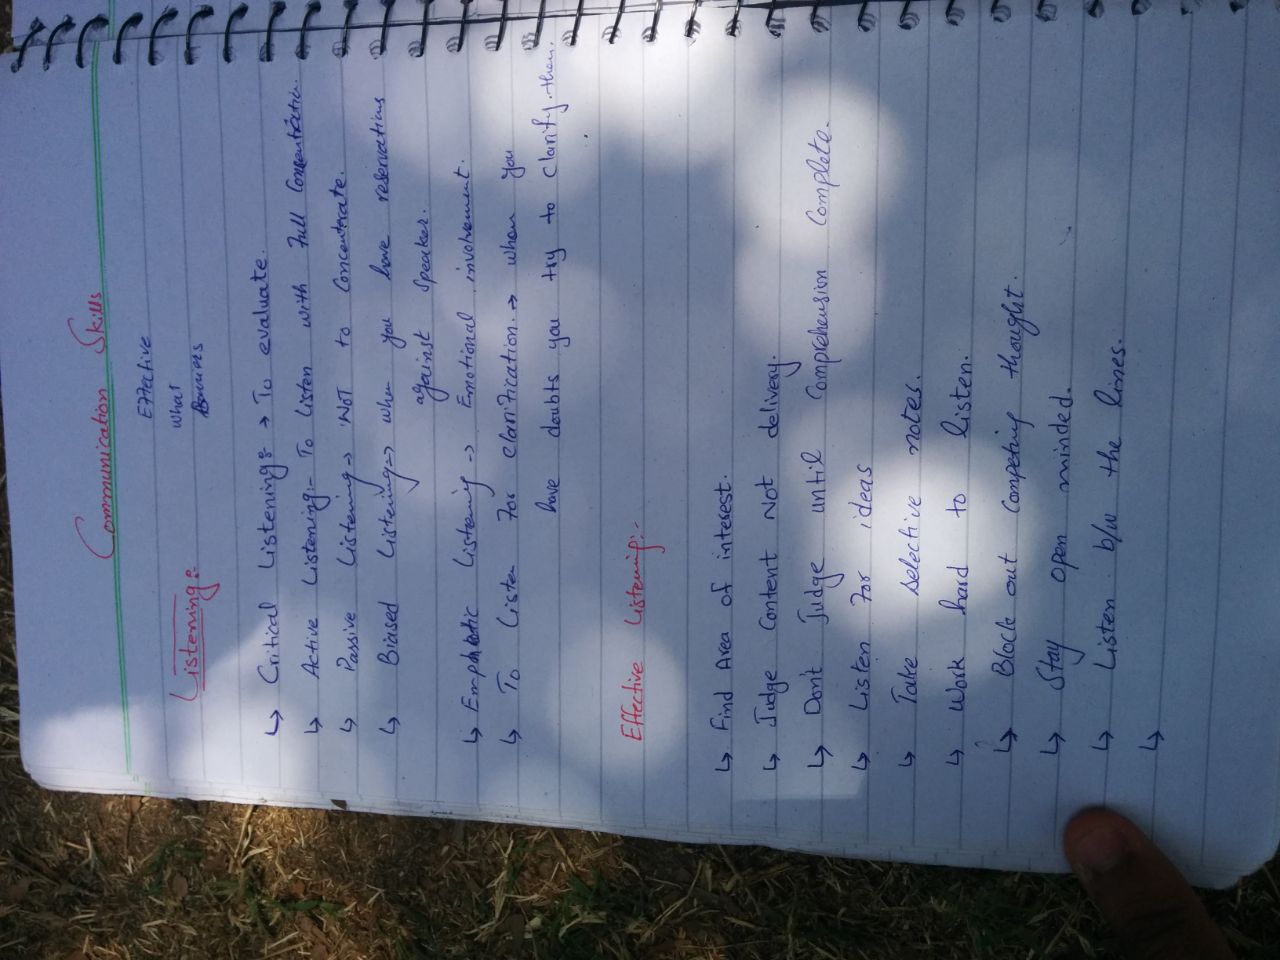 Communication Skills
Effective
what
Barriers
Listening:-
↳ Critical Listening:- → To evaluate.
↳ Active Listening:- To Listen with Full Concentration.
↳ Passive Listening → NOT to Concenterate.
↳ Biased Listening → when you have reservations
against Speaker.
↳ Emphatic Listening → Emotional involvement.
↳ To Listen For clarification. → when you
have doubts you try to clarify them.
Effective Listening:-
↳ Find Area of interest.
↳ Judge Content Not delivery.
↳ Don't Judge until Comprehension Complete.
↳ Listen For ideas
↳ Take selective notes.
↳ Work hard to listen.
↳ Block out Competing thought.
↳ Stay open minded.
↳ Listen b/w the lines.
↳